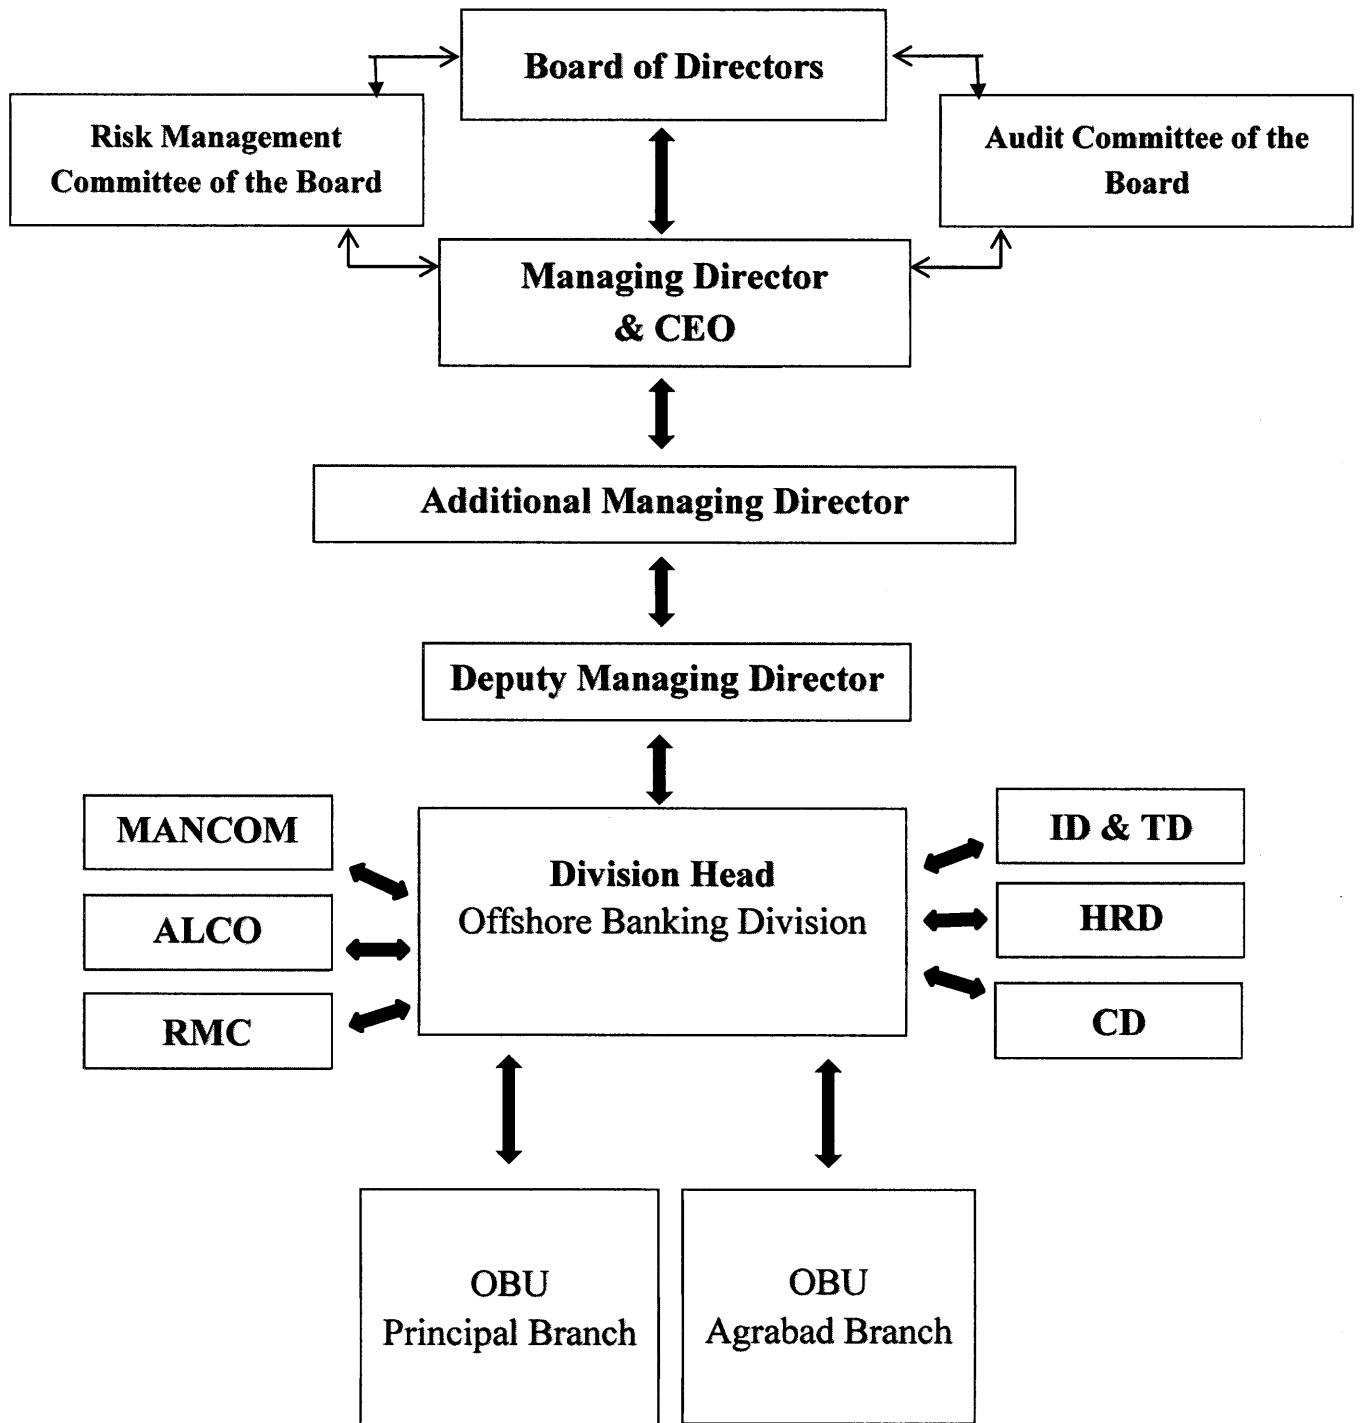 Board of Directors
Risk Management
Committee of the Board
Audit Committee of the
Board
Managing Director
& CEO
Additional Managing Director
Deputy Managing Director
MANCOM
ALCO
RMC
Division Head
Offshore Banking Division
ID & TD
HRD
CD
OBU
Principal Branch
OBU
Agrabad Branch